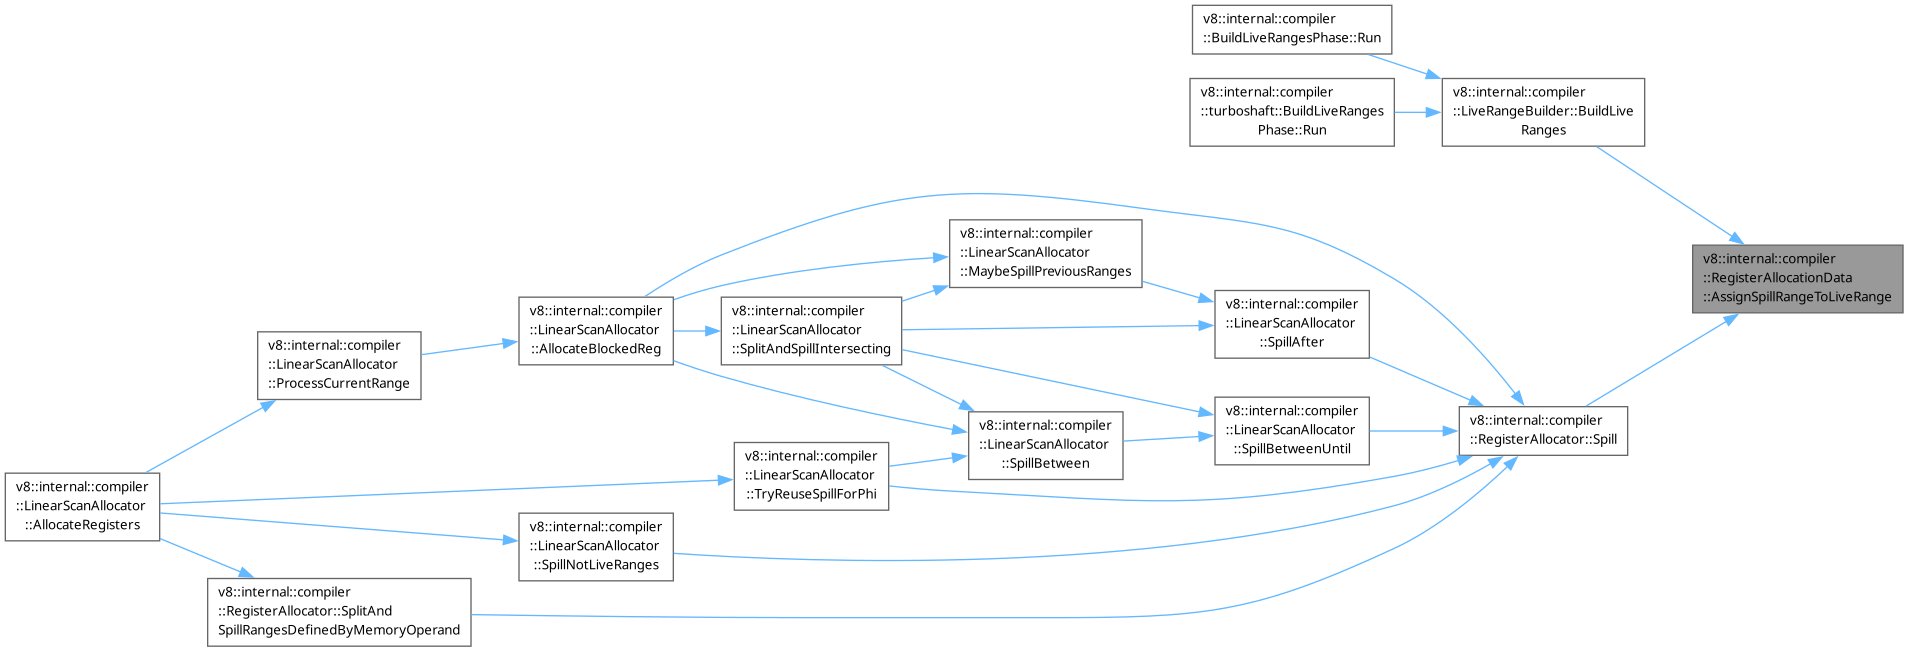 v8::internal::compiler
::BuildLiveRangesPhase::Run
v8::internal::compiler
::turboshaft::BuildLiveRanges
Phase::Run
v8::internal::compiler
::LiveRangeBuilder::BuildLive
Ranges
v8::internal::compiler
::RegisterAllocationData
::AssignSpillRangeToLiveRange
v8::internal::compiler
::LinearScanAllocator
::MaybeSpillPreviousRanges
v8::internal::compiler
::LinearScanAllocator
::SpillAfter
v8::internal::compiler
::LinearScanAllocator
::AllocateBlockedReg
v8::internal::compiler
::LinearScanAllocator
::SplitAndSpillIntersecting
v8::internal::compiler
::LinearScanAllocator
::ProcessCurrentRange
v8::internal::compiler
::LinearScanAllocator
::SpillBetweenUntil
v8::internal::compiler
::RegisterAllocator::Spill
v8::internal::compiler
::LinearScanAllocator
::SpillBetween
v8::internal::compiler
::LinearScanAllocator
::TryReuseSpillForPhi
v8::internal::compiler
::LinearScanAllocator
::AllocateRegisters
v8::internal::compiler
::LinearScanAllocator
::SpillNotLiveRanges
v8::internal::compiler
::RegisterAllocator::SplitAnd
SpillRangesDefinedByMemoryOperand